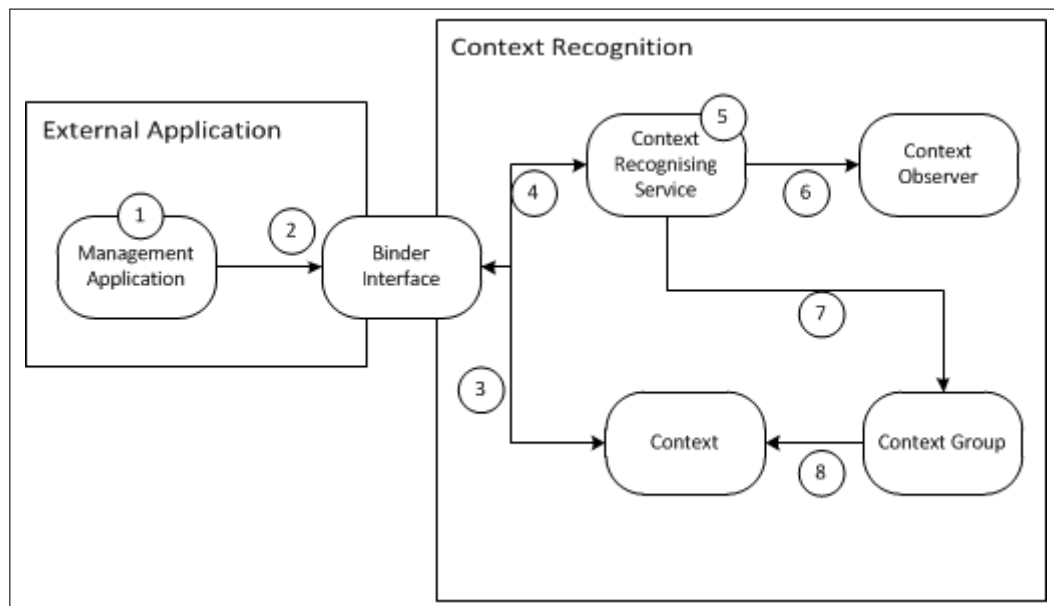 Context Recognition
External Application
1
Management
Application
2
Binder
Interface
3
4
5
Context
Recognising
Service
6
Context
Observer
7
Context
8
Context Group